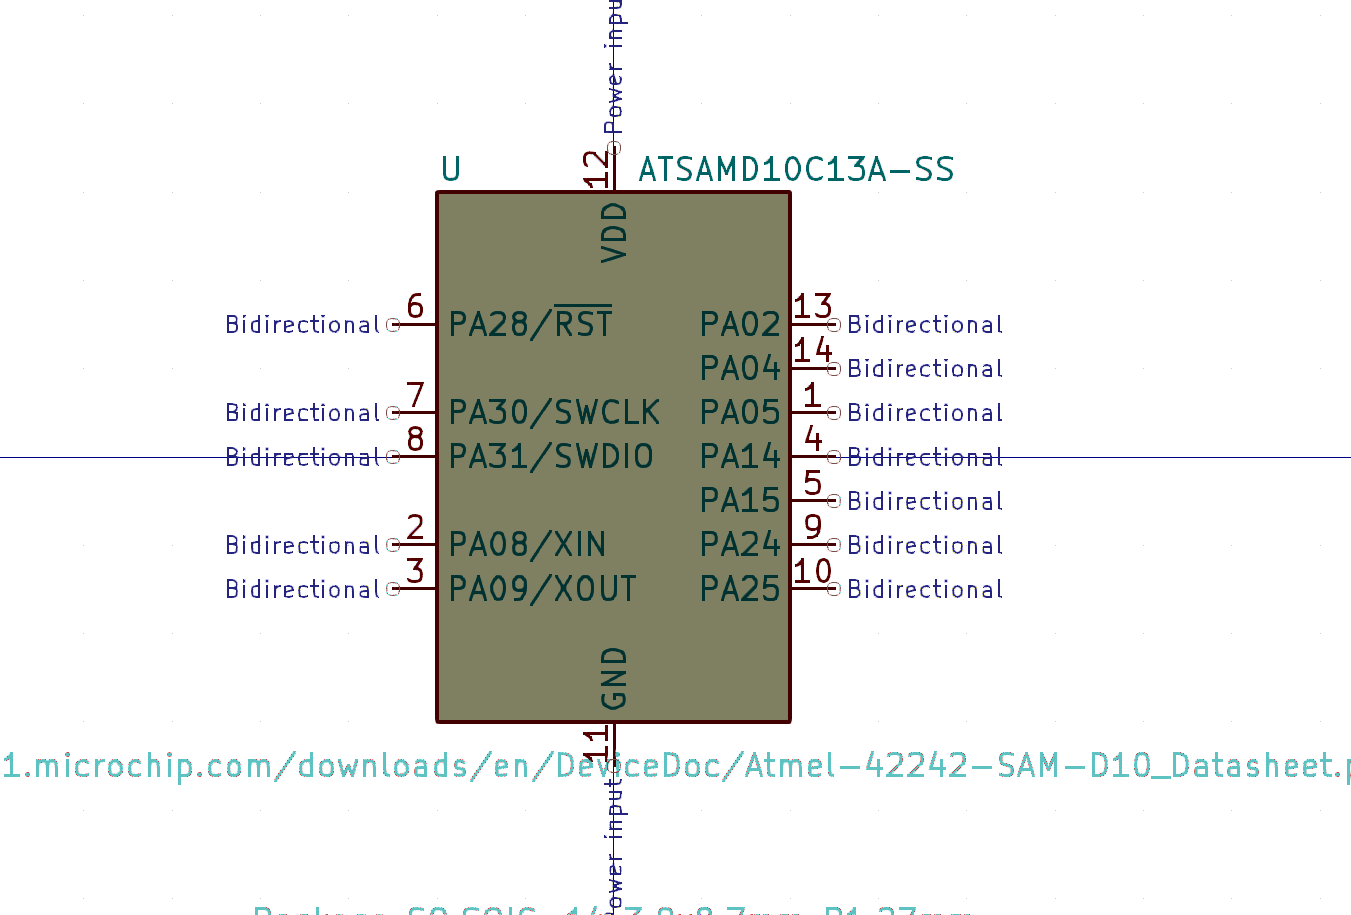 Power inpu
12
U ATSAMD10C13A-SS
VDD
Bidirectional 6 PA28/RST PA02 13 Bidirectional
PA04 14 Bidirectional
Bidirectional 7 PA30/SWCLK PA05 1 Bidirectional
Bidirectional 8 PA31/SWDIO PA14 4 Bidirectional
PA15 5 Bidirectional
Bidirectional 2 PA08/XIN PA24 9 Bidirectional
Bidirectional 3 PA09/XOUT PA25 10 Bidirectional
GND
11
1.microchip.com/downloads/en/DeviceDoc/Atmel-42242-SAM-D10_Datasheet.p
ower input